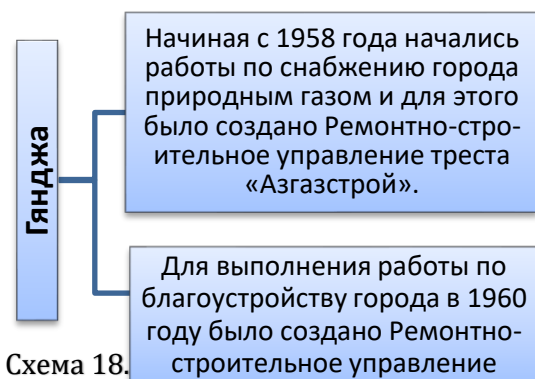 Гянджа
Начиная с 1958 года начались
работы по снабжению города
природным газом и для этого
было создано Ремонтно-стро-
ительное управление треста
«Азгазстрой».
Для выполнения работы по
благоустройству города в 1960
году было создано Ремонтно-
строительное управление
Схема 18.